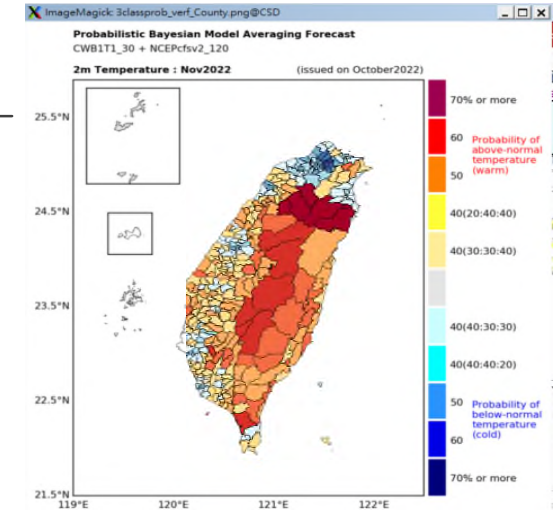 ImageMagick: 3classprob_verf_County.png@CSD
Probabilistic Bayesian Model Averaging Forecast
CWB1T1_30 + NCEPcfsv2_120
2m Temperature : Nov2022 (issued on October2022)
25.5°N
24.5°N
23.5°N
22.5°N
21.5°N
119°E 120°E 121°E 122°E
70% or more
60
50
Probability of
above-normal
temperature
(warm)
40(20:40:40)
40(30:30:40)
40(40:30:30)
40(40:40:20)
50
60
Probability of
below-normal
temperature
(cold)
70% or more